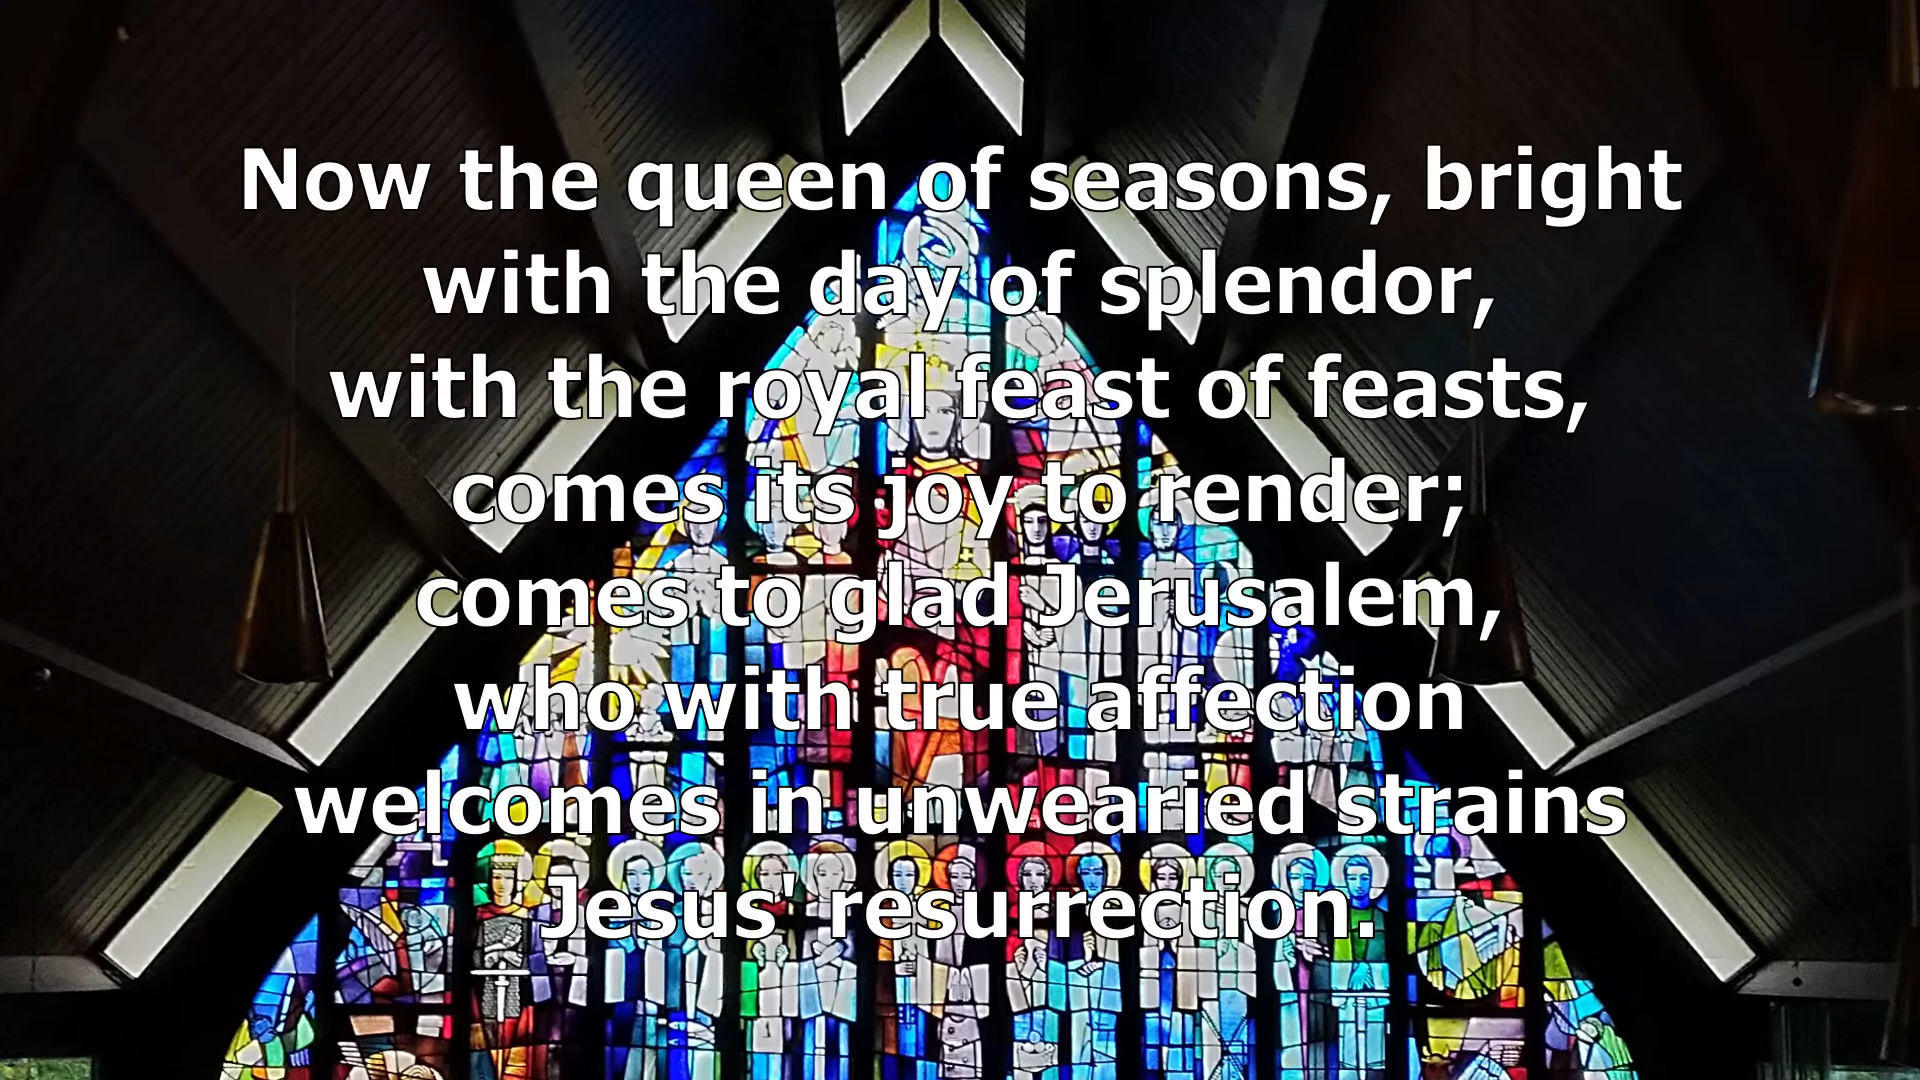 Now the queen of seasons, bright
with the day of splendor,
with the royal feast of feasts,
comes its joy to render;
comes to glad Jerusalem,
who with true affection
welcomes in unwearied strains
Jesus' resurrection.